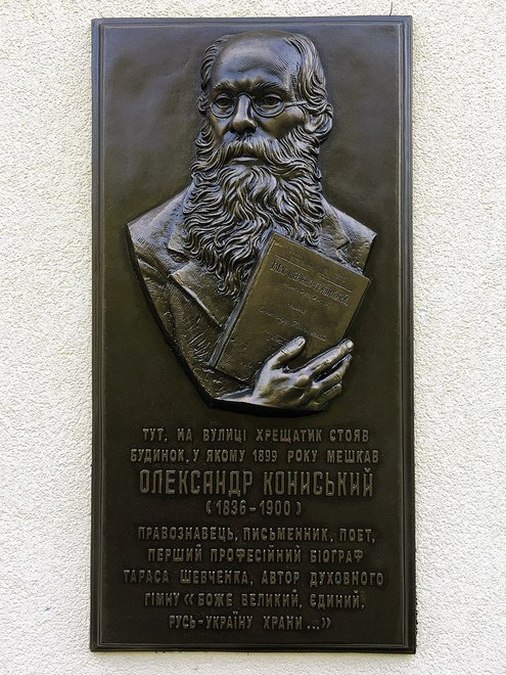 ТУТ, НА ВУЛИЦІ ХРЕЩАТИК СТОЯВ
БУДИНОК, У ЯКОМУ 1899 РОКУ МЕШКАВ
ОЛЕКСАНДР КОНИСЬКИЙ
(1836-1900)
ПРАВОЗНАВЕЦЬ, ПИСЬМЕННИК, ПОЕТ,
ПЕРШИЙ ПРОФЕСІЙНИЙ БІОГРАФ
ТАРАСА ШЕВЧЕНКА, АВТОР ДУХОВНОГО
ГІМНУ «БОЖЕ ВЕЛИКИЙ, ЄДИНИЙ,
РУСЬ-УКРАЇНУ ХРАНИ...»